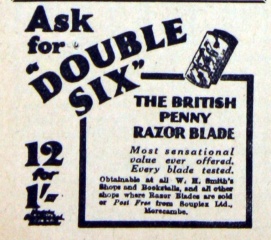 Ask
for
"DOUBLE
SIX"
THE BRITISH
PENNY
RAZOR BLADE
12
for
1/-
Most sensational
value ever offered.
Every blade tested.
Obtainable at all W. H. Smith's
Shops and Bookstalls, and all other
shops where Razor Blades are sold
or Post Free from Souplex Ltd.,
Morecambe.